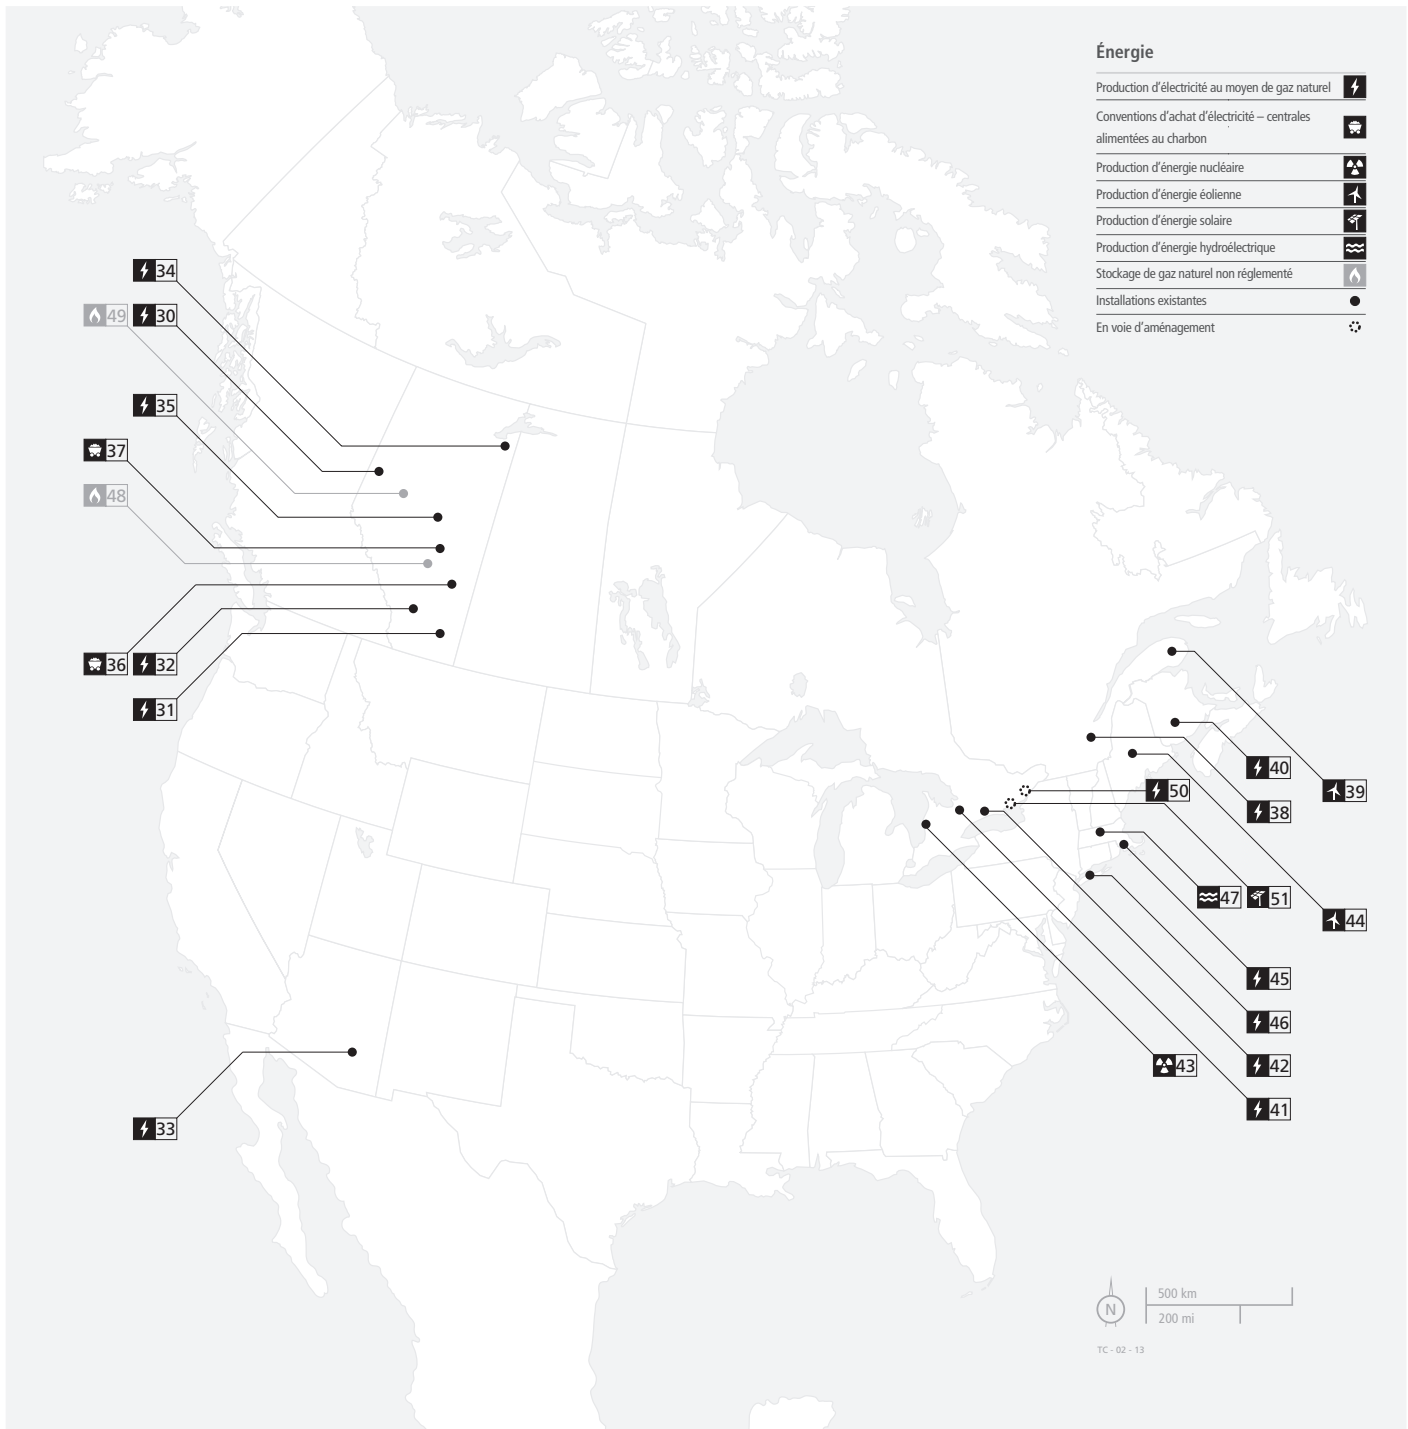 Énergie
Production d'électricité au moyen de gaz naturel
Conventions d'achat d'électricité – centrales
alimentées au charbon
Production d'énergie nucléaire
Production d'énergie éolienne
Production d'énergie solaire
Production d'énergie hydroélectrique
Stockage de gaz naturel non réglementé
Installations existantes
En voie d'aménagement
34
49 30
35
37
48
36 32
31
40
50 39
38
47 51
44
45
46
43 42
41
33
500 km
N
200 mi
TC - 02 - 13